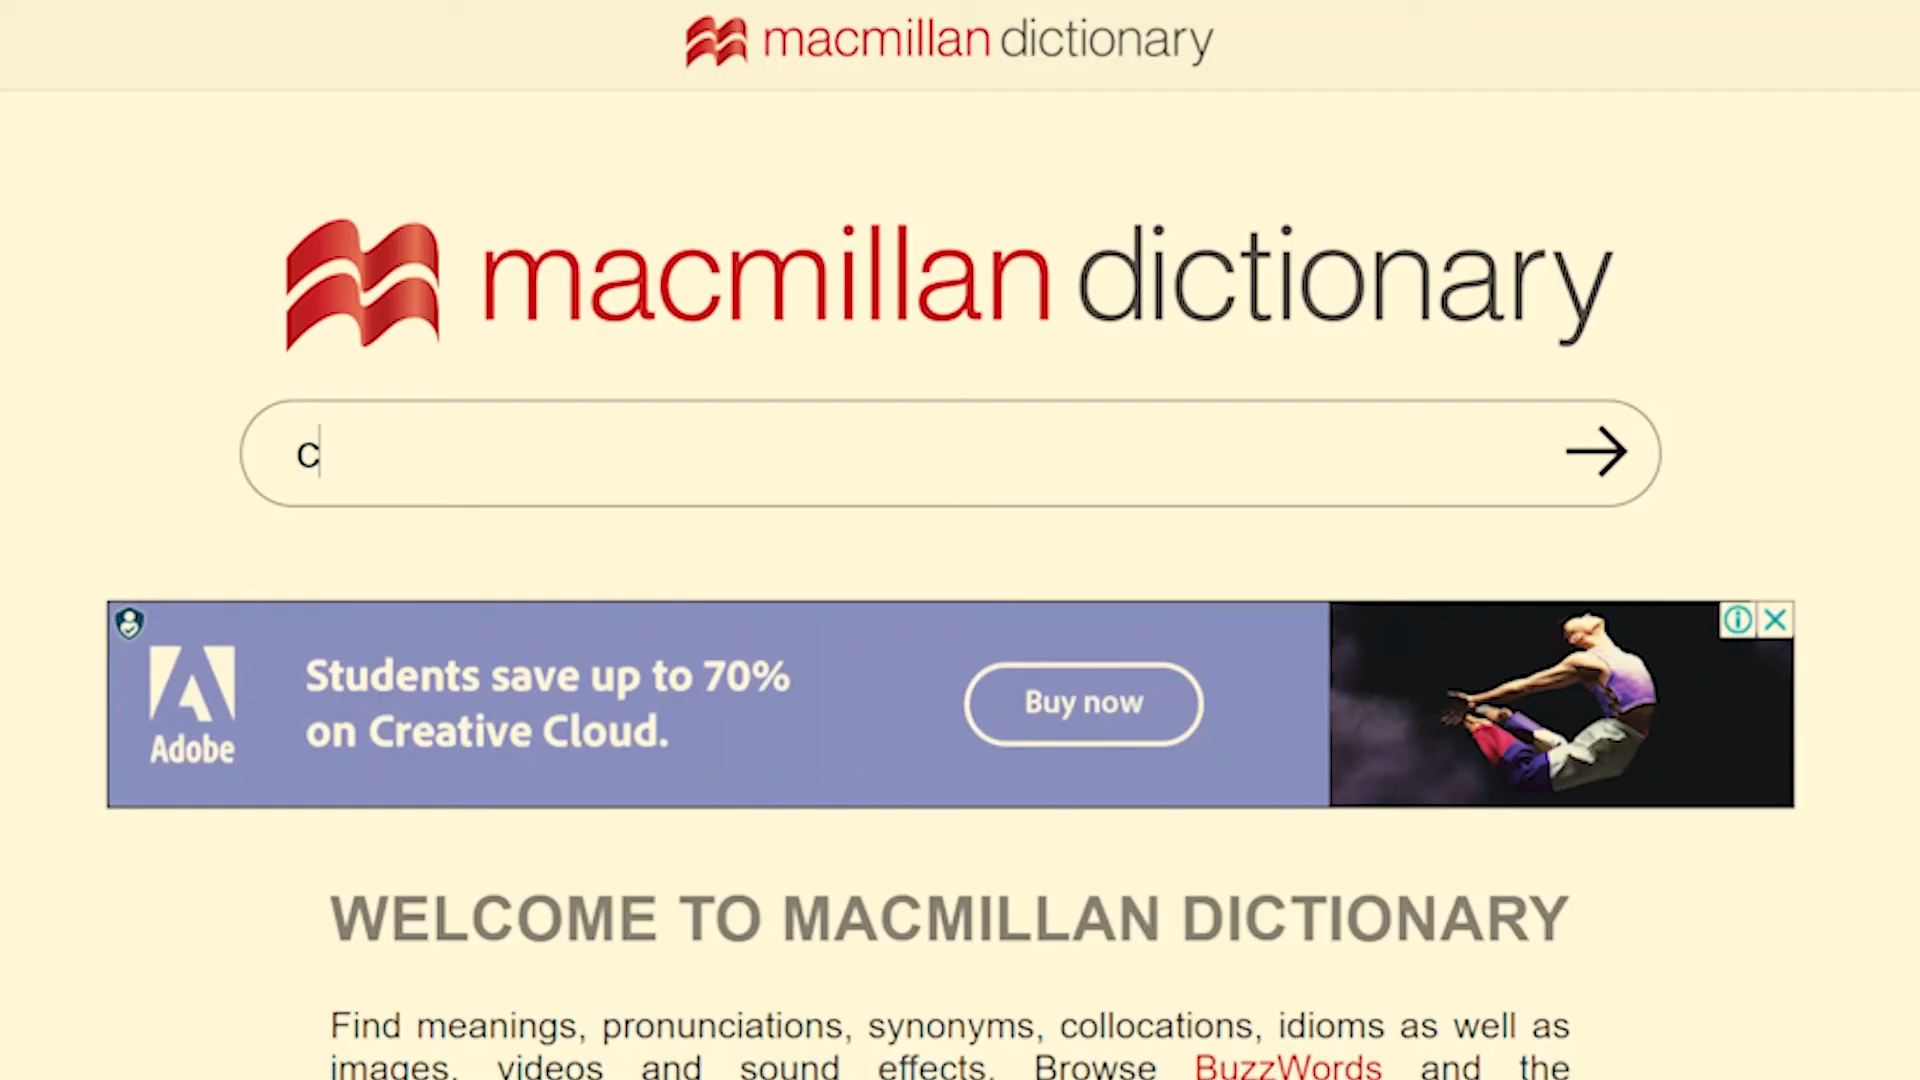 macmillan dictionary
macmillan dictionary
c
Adobe
Students save up to 70%
on Creative Cloud.
Buy now
WELCOME TO MACMILLAN DICTIONARY
Find meanings, pronunciations, synonyms, collocations, idioms as well as
images, videos and sound effects. Browse BuzzWords and the